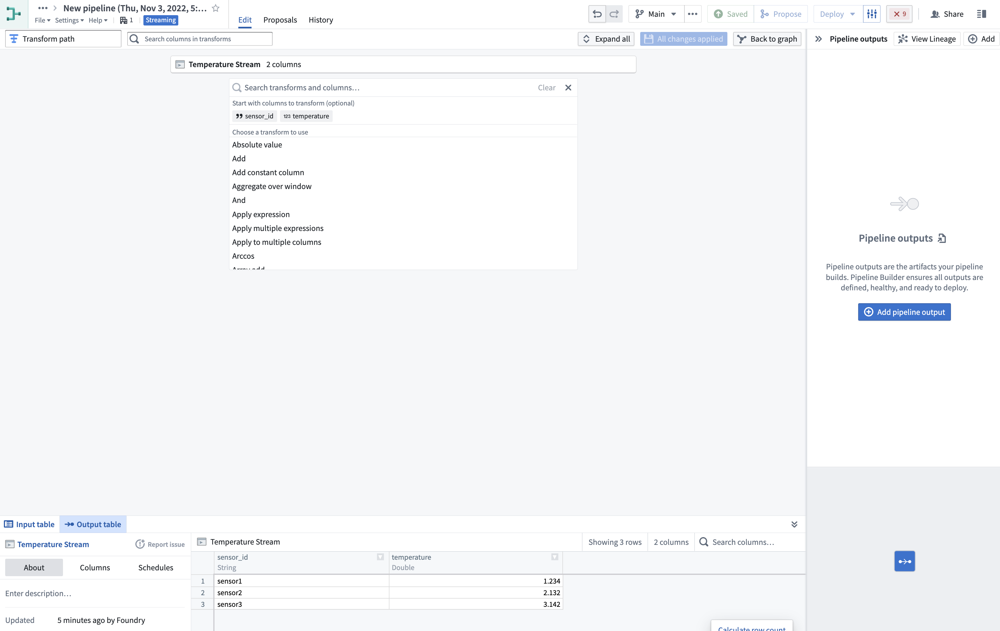 New pipeline (Thu, Nov 3, 2022, 5:...
File Settings Help 1 Streaming
Edit Proposals History
Main Saved Propose Deploy 9 Share
Transform path
Search columns in transforms
Expand all All changes applied Back to graph
Pipeline outputs View Lineage Add
Temperature Stream 2 columns
Search transforms and columns... Clear
Start with columns to transform (optional)
sensor_id 123 temperature
Choose a transform to use
Absolute value
Add
Add constant column
Aggregate over window
And
Apply expression
Apply multiple expressions
Apply to multiple columns
Arccos
Array add
Pipeline outputs
Pipeline outputs are the artifacts your pipeline
builds. Pipeline Builder ensures all outputs are
defined, healthy, and ready to deploy.
Add pipeline output
Input table Output table
Temperature Stream Report issue
About Columns Schedules
Enter description...
Updated 5 minutes ago by Foundry
Temperature Stream Showing 3 rows 2 columns Search columns...
sensor_id temperature
String Double
1 sensor1 1.234
2 sensor2 2.132
3 sensor3 3.142
Calculate row count